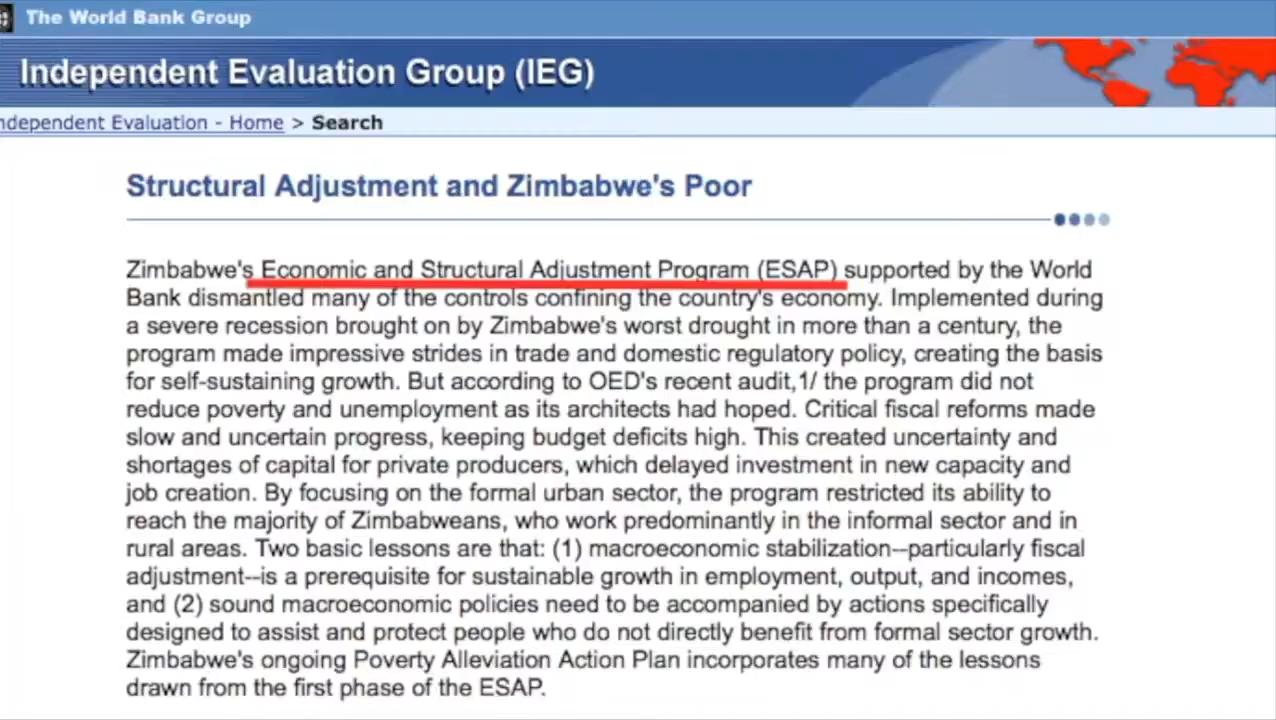 The World Bank Group
Independent Evaluation Group (IEG)
ndependent Evaluation - Home > Search
Structural Adjustment and Zimbabwe's Poor
Zimbabwe's Economic and Structural Adjustment Program (ESAP) supported by the World
Bank dismantled many of the controls confining the country's economy. Implemented during
a severe recession brought on by Zimbabwe's worst drought in more than a century, the
program made impressive strides in trade and domestic regulatory policy, creating the basis
for self-sustaining growth. But according to OED's recent audit,1/ the program did not
reduce poverty and unemployment as its architects had hoped. Critical fiscal reforms made
slow and uncertain progress, keeping budget deficits high. This created uncertainty and
shortages of capital for private producers, which delayed investment in new capacity and
job creation. By focusing on the formal urban sector, the program restricted its ability to
reach the majority of Zimbabweans, who work predominantly in the informal sector and in
rural areas. Two basic lessons are that: (1) macroeconomic stabilization--particularly fiscal
adjustment--is a prerequisite for sustainable growth in employment, output, and incomes,
and (2) sound macroeconomic policies need to be accompanied by actions specifically
designed to assist and protect people who do not directly benefit from formal sector growth.
Zimbabwe's ongoing Poverty Alleviation Action Plan incorporates many of the lessons
drawn from the first phase of the ESAP.